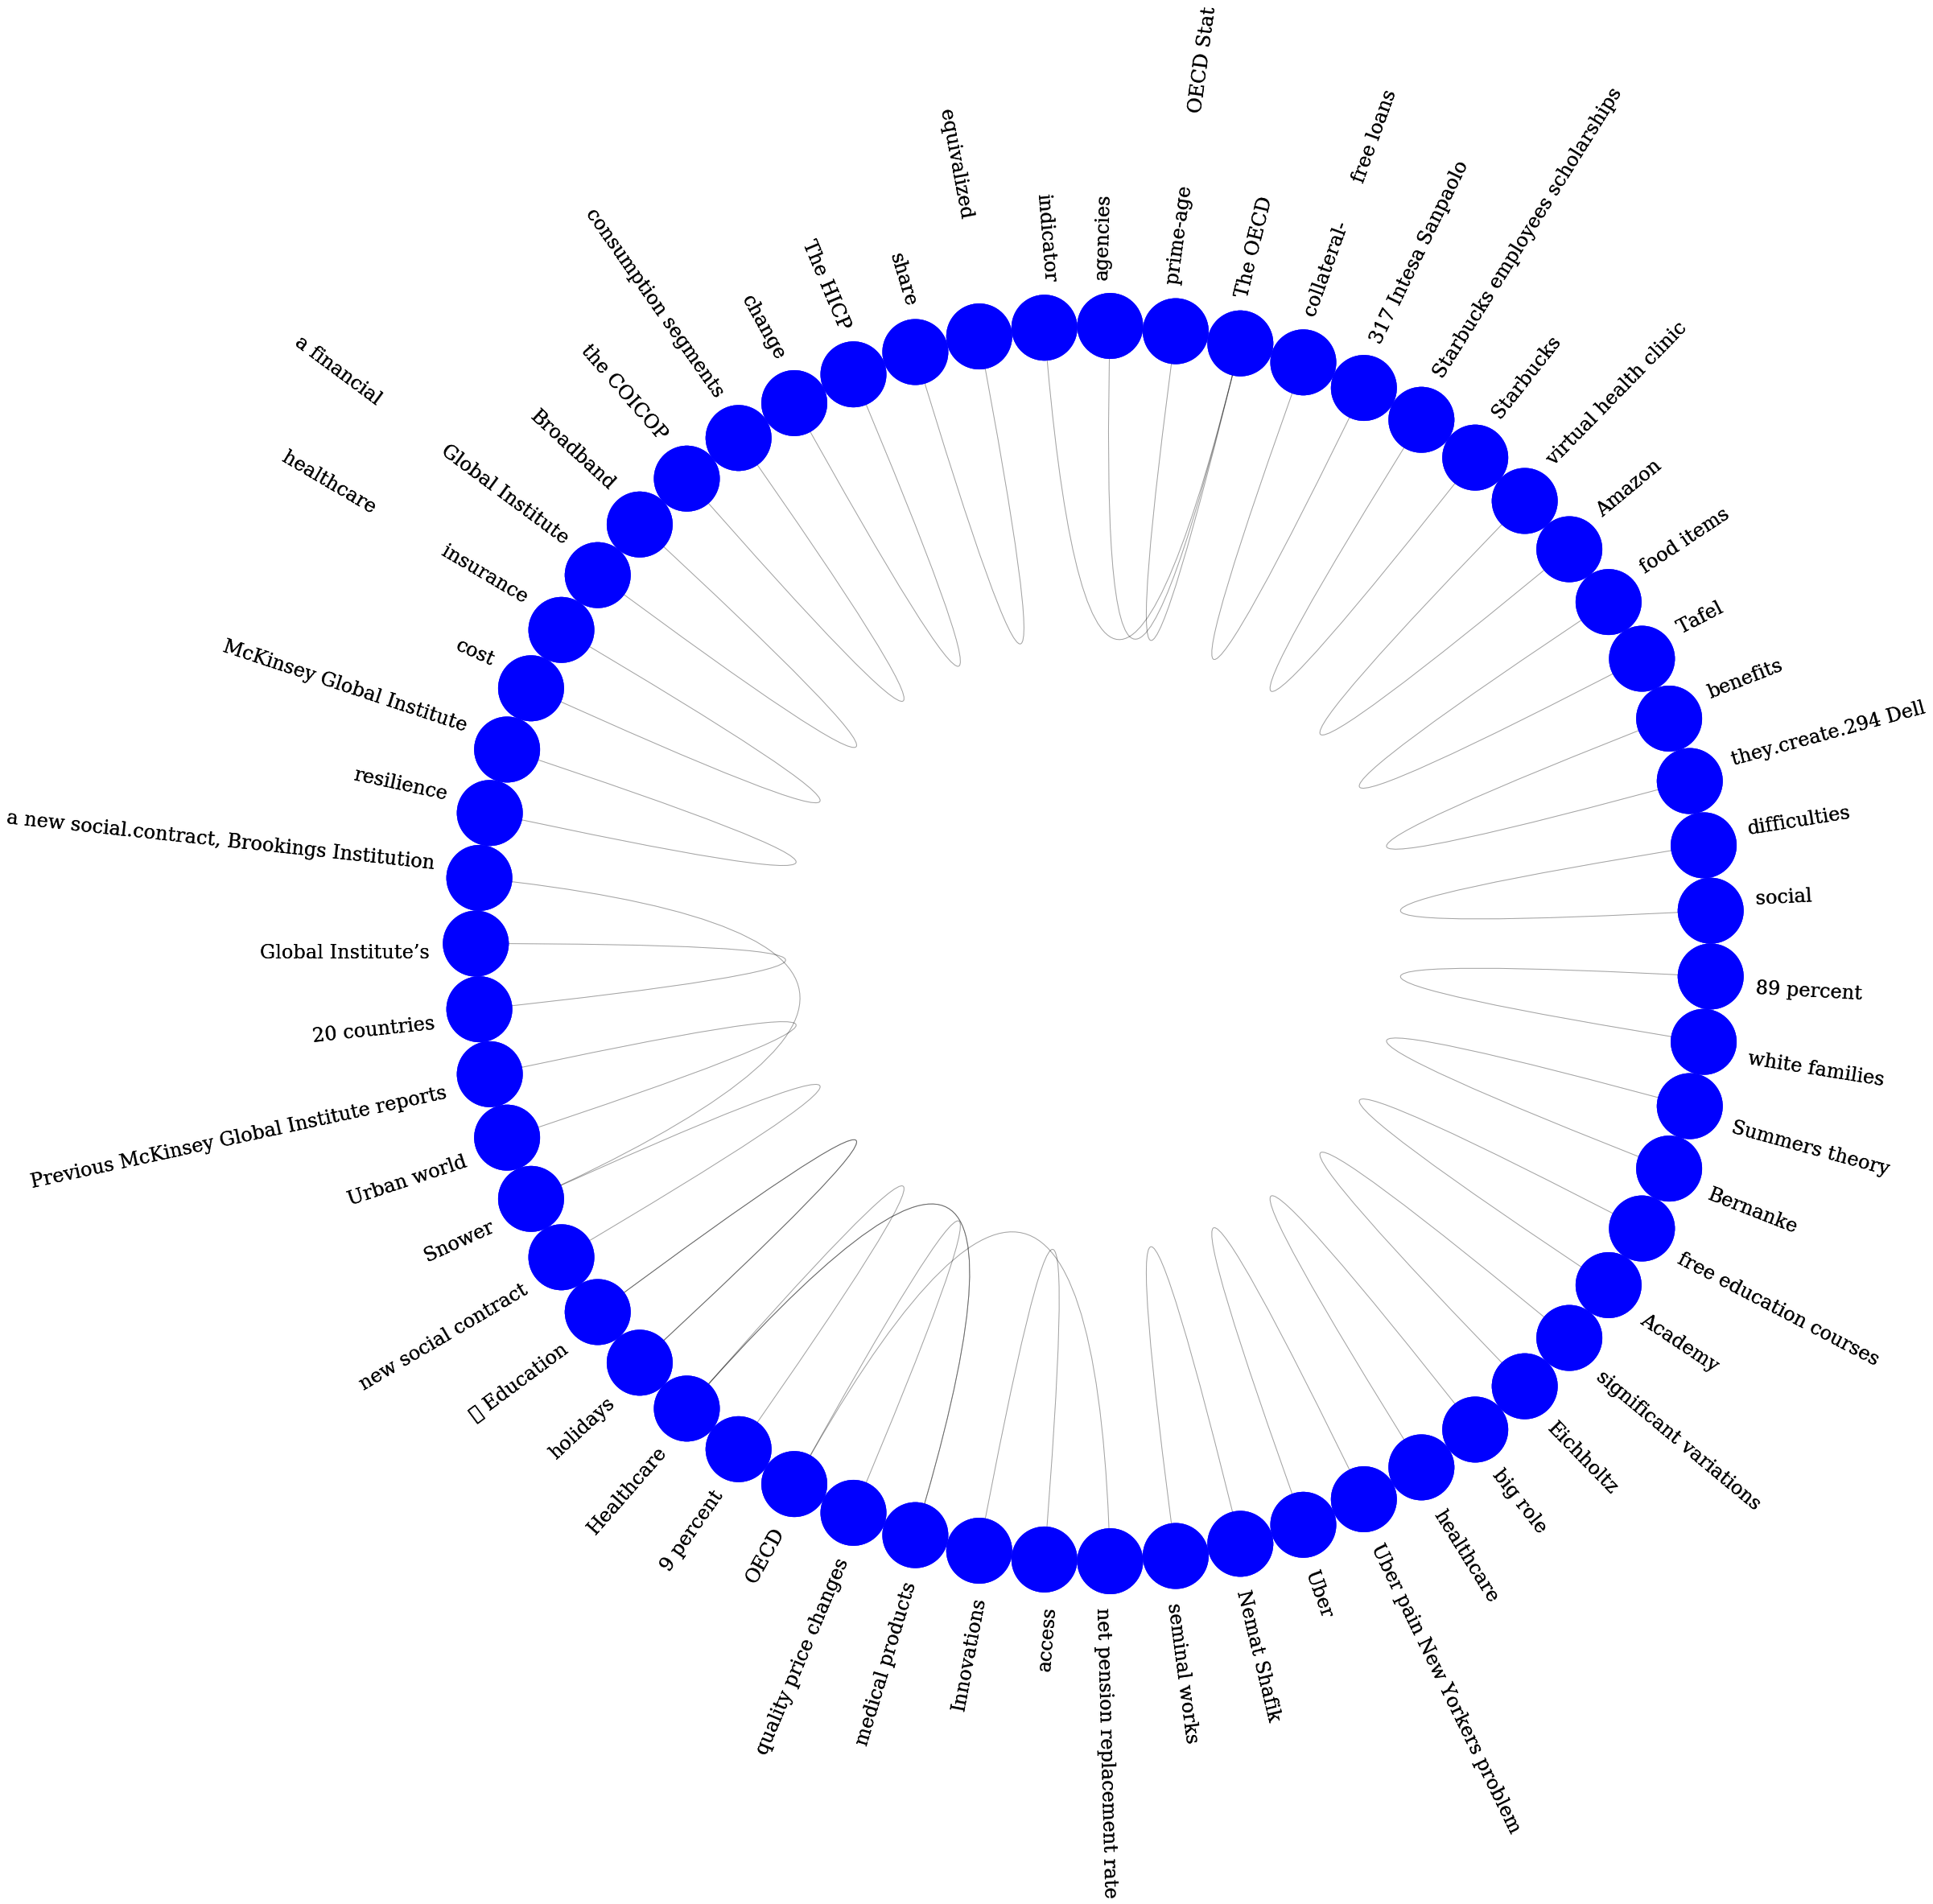 OECD Stat
prime-age
The OECD
free loans
collateral-
317 Intesa Sanpaolo
Starbucks employees scholarships
Starbucks
virtual health clinic
Amazon
food items
Tafel
benefits
they.create.294 Dell
difficulties
social
89 percent
white families
Summers theory
Bernanke
free education courses
Academy
significant variations
Eichholtz
big role
healthcare
Uber pain New Yorkers problem
Uber
Nemat Shafik
seminal works
net pension replacement rate
access
Innovations
medical products
quality price changes
OECD
9 percent
Healthcare
holidays
Education
new social contract
Snower
Urban world
Previous McKinsey Global Institute reports
20 countries
Global Institute’s
a new social.contract, Brookings Institution
resilience
McKinsey Global Institute
cost
healthcare
insurance
a financial
Global Institute
Broadband
the COICOP
consumption segments
change
The HICP
share
equivalized
indicator
agencies